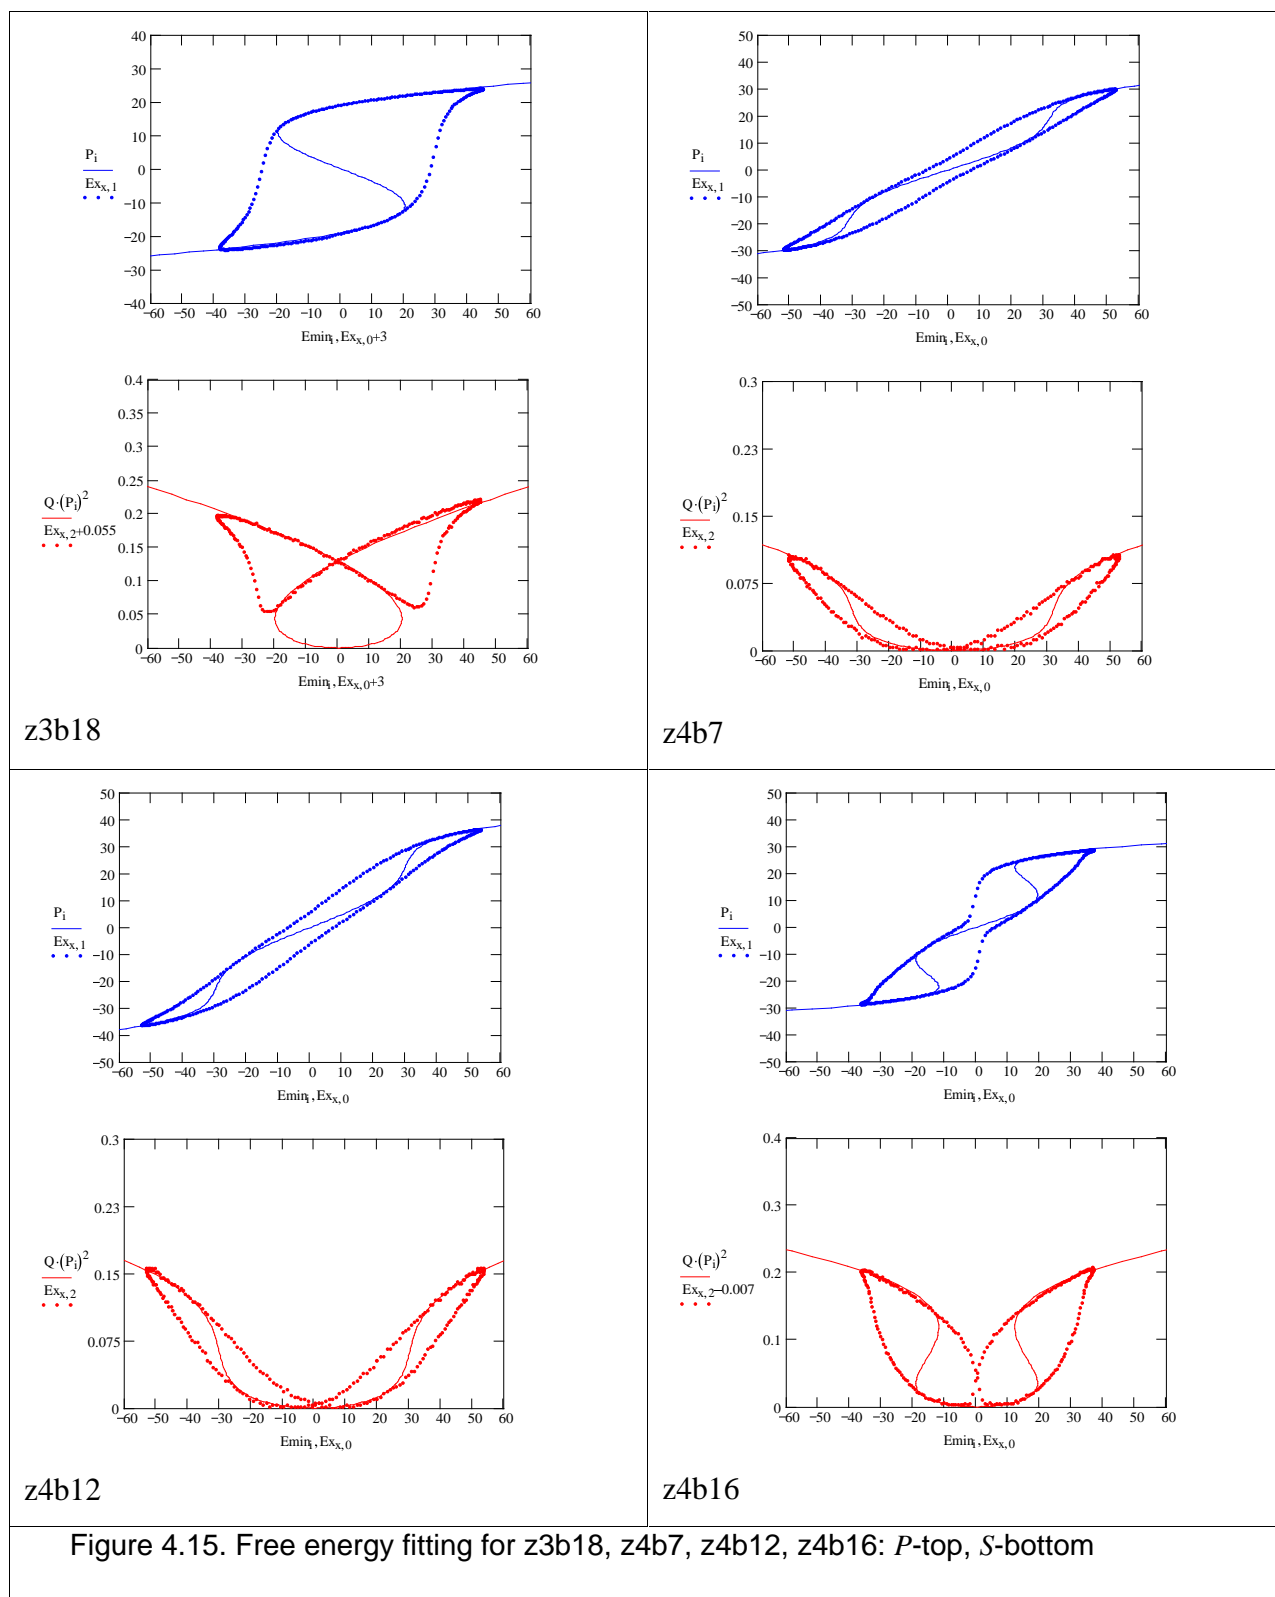 40
30
20
10
0
−10
−20
−30
−40
P_i
Ex_x,1
−60 −50 −40 −30 −20 −10 0 10 20 30 40 50 60
Emin_i, Ex_x,0+3
0.4
0.35
0.3
0.25
0.2
0.15
0.1
0.05
0
Q·(P_i)^2
Ex_x,2+0.055
−60 −50 −40 −30 −20 −10 0 10 20 30 40 50 60
Emin_i, Ex_x,0+3
z3b18
50
40
30
20
10
0
−10
−20
−30
−40
−50
P_i
Ex_x,1
−60 −50 −40 −30 −20 −10 0 10 20 30 40 50 60
Emin_i, Ex_x,0
0.3
0.23
0.15
0.075
0
Q·(P_i)^2
Ex_x,2
−60 −50 −40 −30 −20 −10 0 10 20 30 40 50 60
Emin_i, Ex_x,0
z4b7
50
40
30
20
10
0
−10
−20
−30
−40
−50
P_i
Ex_x,1
−60 −50 −40 −30 −20 −10 0 10 20 30 40 50 60
Emin_i, Ex_x,0
0.3
0.23
0.15
0.075
0
Q·(P_i)^2
Ex_x,2
−60 −50 −40 −30 −20 −10 0 10 20 30 40 50 60
Emin_i, Ex_x,0
z4b12
50
40
30
20
10
0
−10
−20
−30
−40
−50
P_i
Ex_x,1
−60 −50 −40 −30 −20 −10 0 10 20 30 40 50 60
Emin_i, Ex_x,0
0.4
0.3
0.2
0.1
0
Q·(P_i)^2
Ex_x,2−0.007
−60 −50 −40 −30 −20 −10 0 10 20 30 40 50 60
Emin_i, Ex_x,0
z4b16
Figure 4.15. Free energy fitting for z3b18, z4b7, z4b12, z4b16: P-top, S-bottom